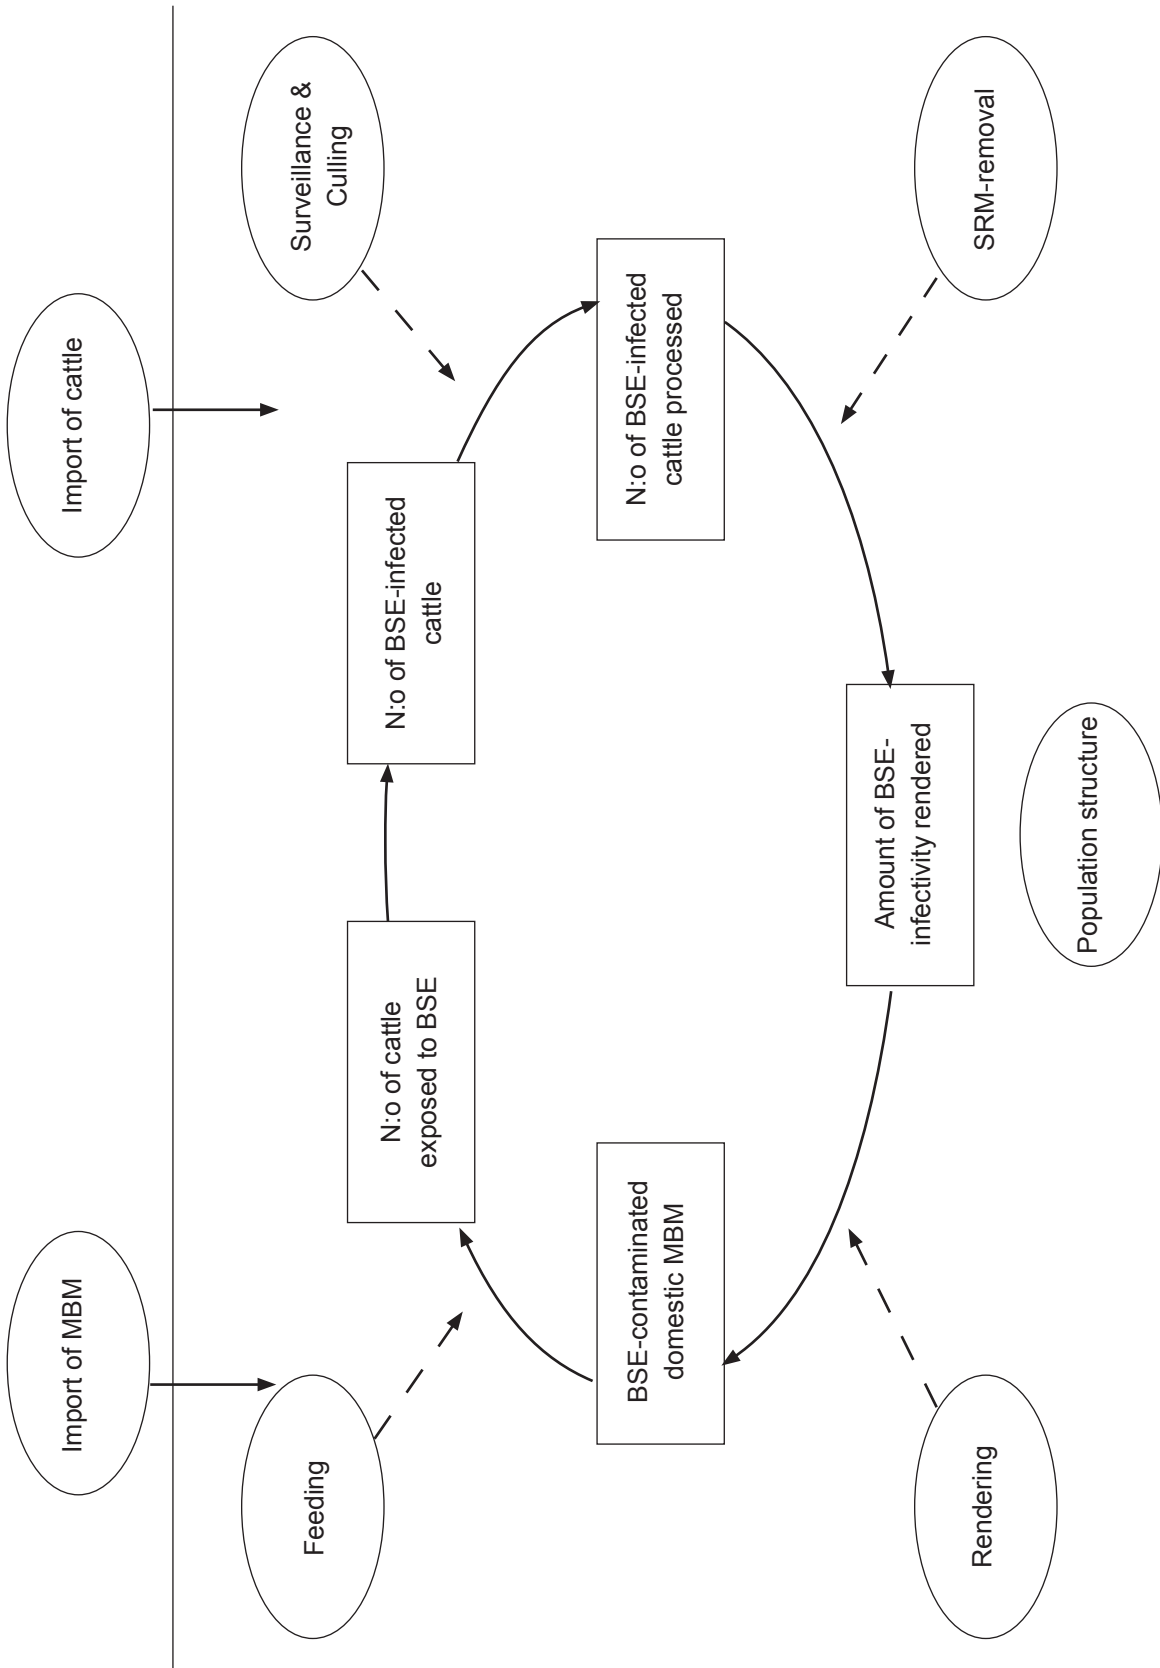 Import of MBM
Import of cattle
Feeding
Surveillance &
Culling
N:o of cattle
exposed to BSE
N:o of BSE-infected
cattle
BSE-contaminated
domestic MBM
N:o of BSE-infected
cattle processed
Amount of BSE-
infectivity rendered
Rendering
SRM-removal
Population structure